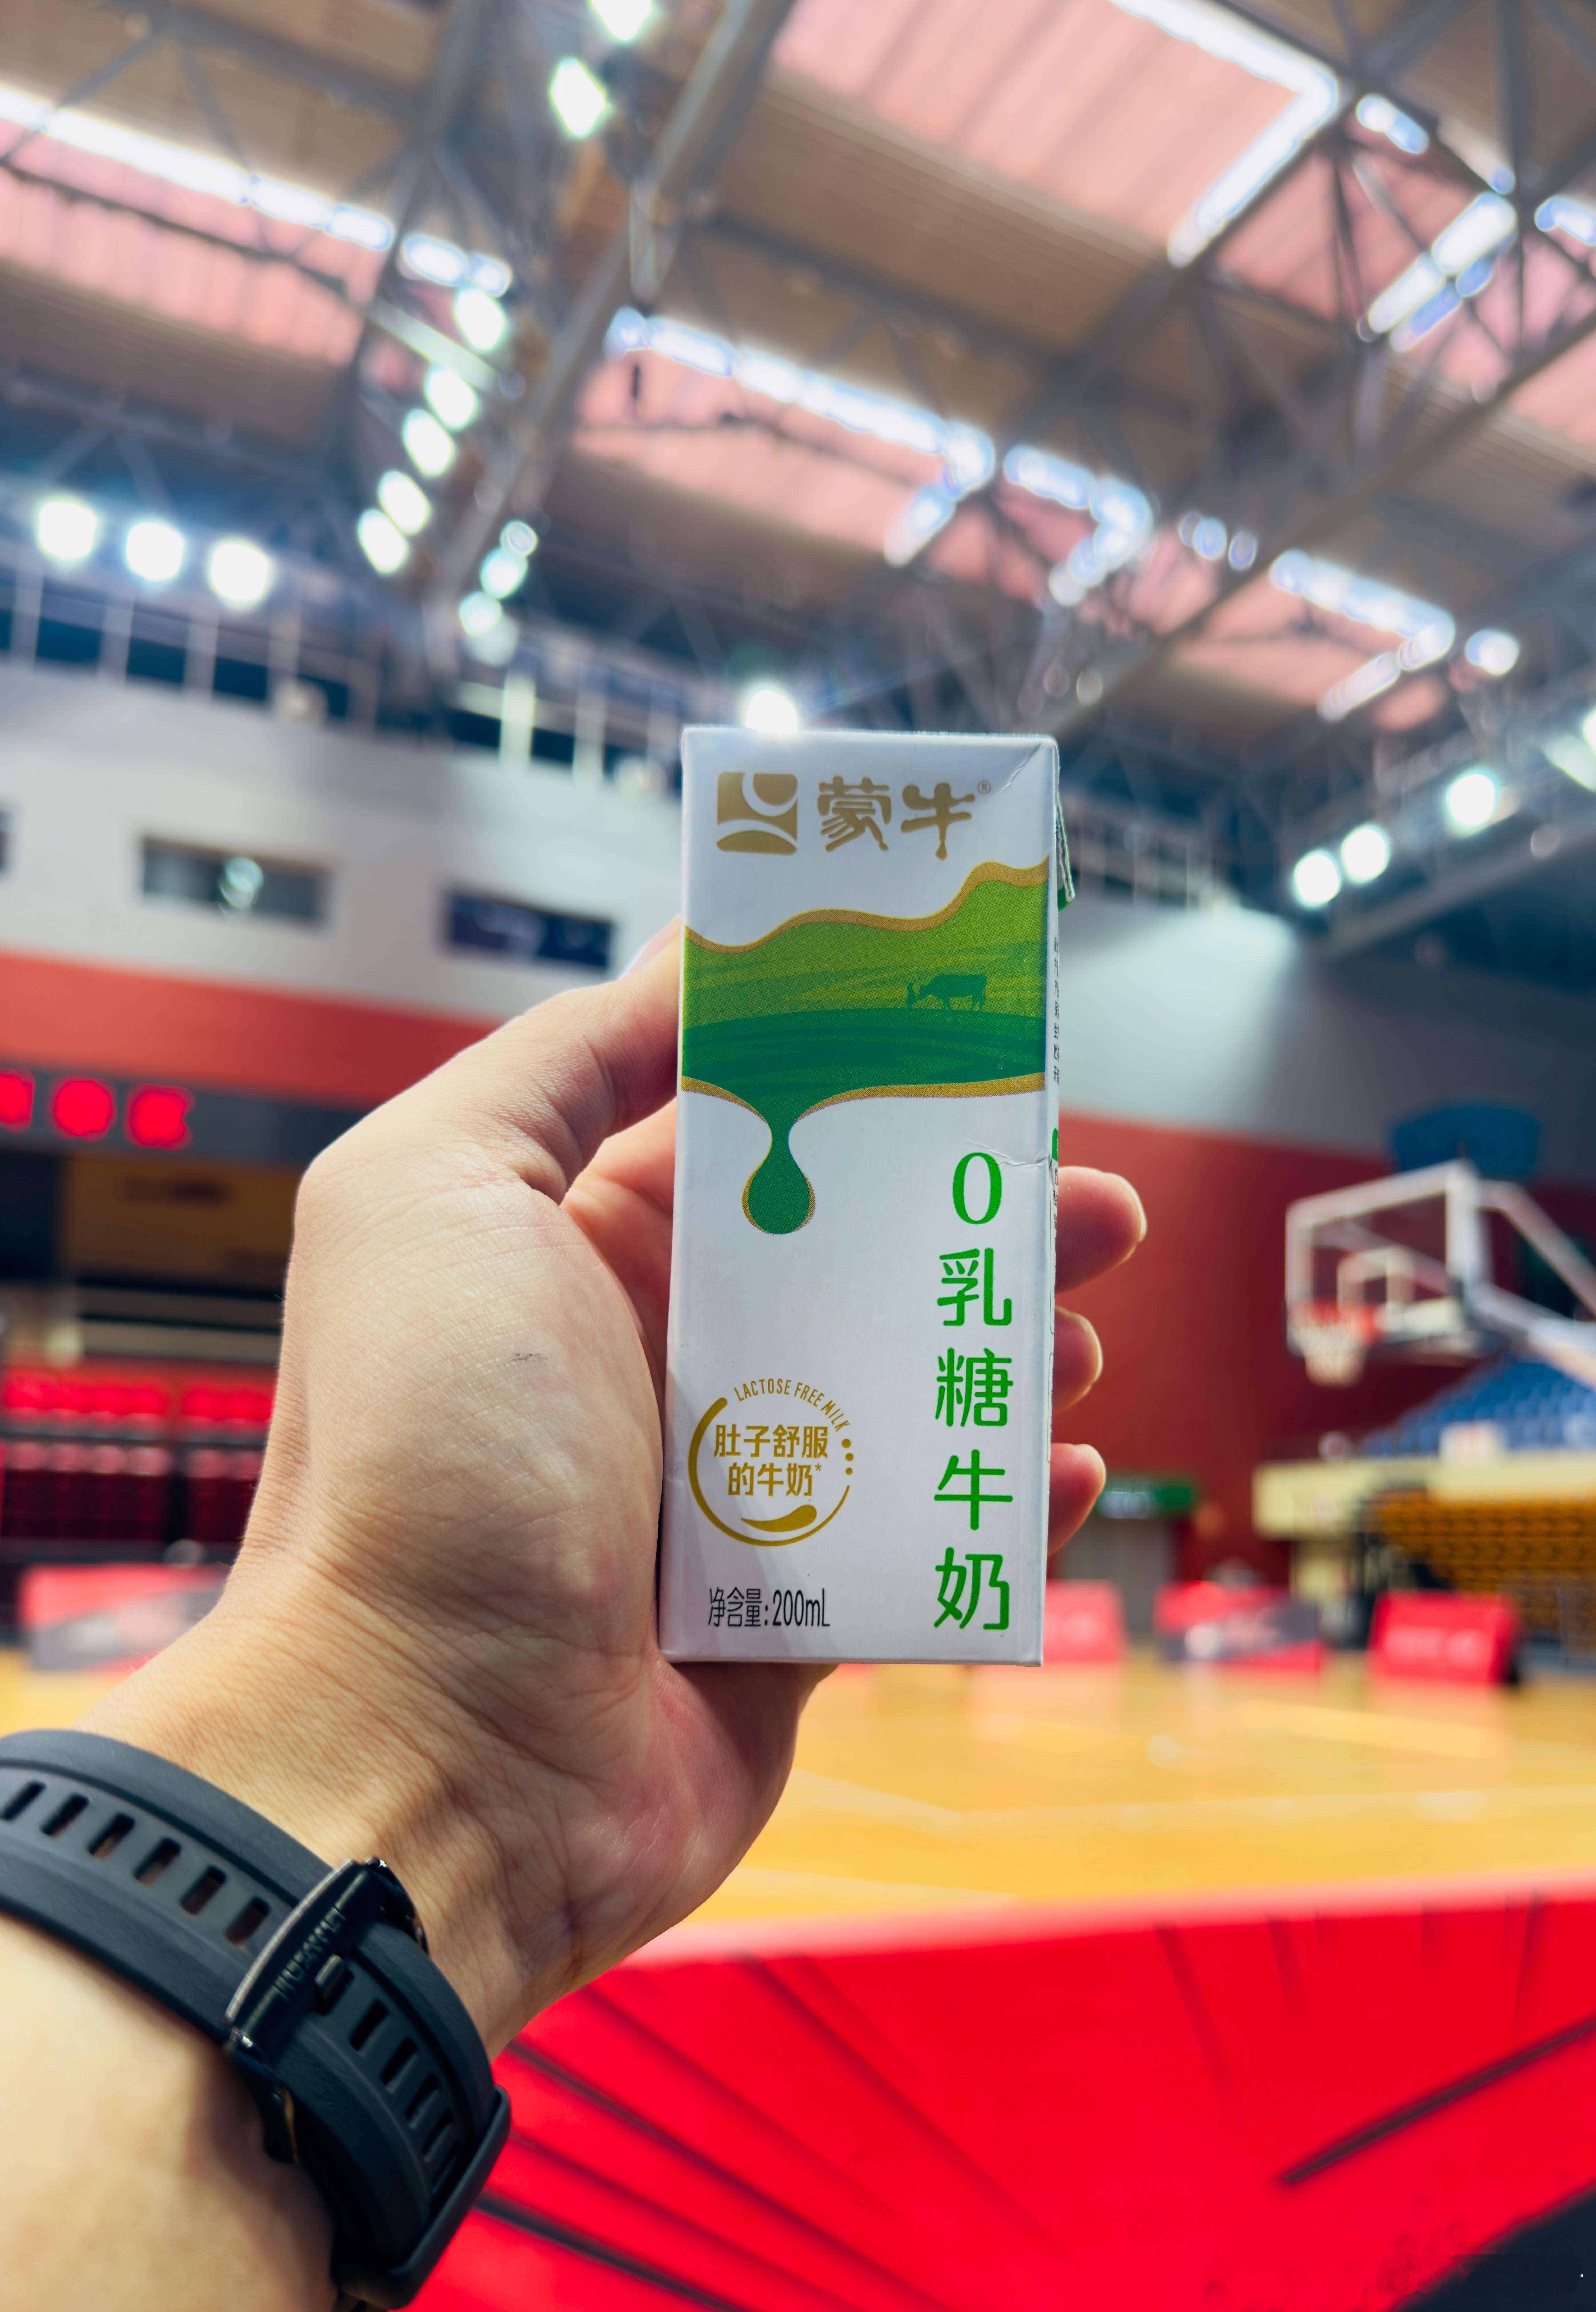 蒙牛®
0乳糖牛奶
LACTOSE FREE MILK
肚子舒服
的牛奶*
净含量:200mL
HUAWEI